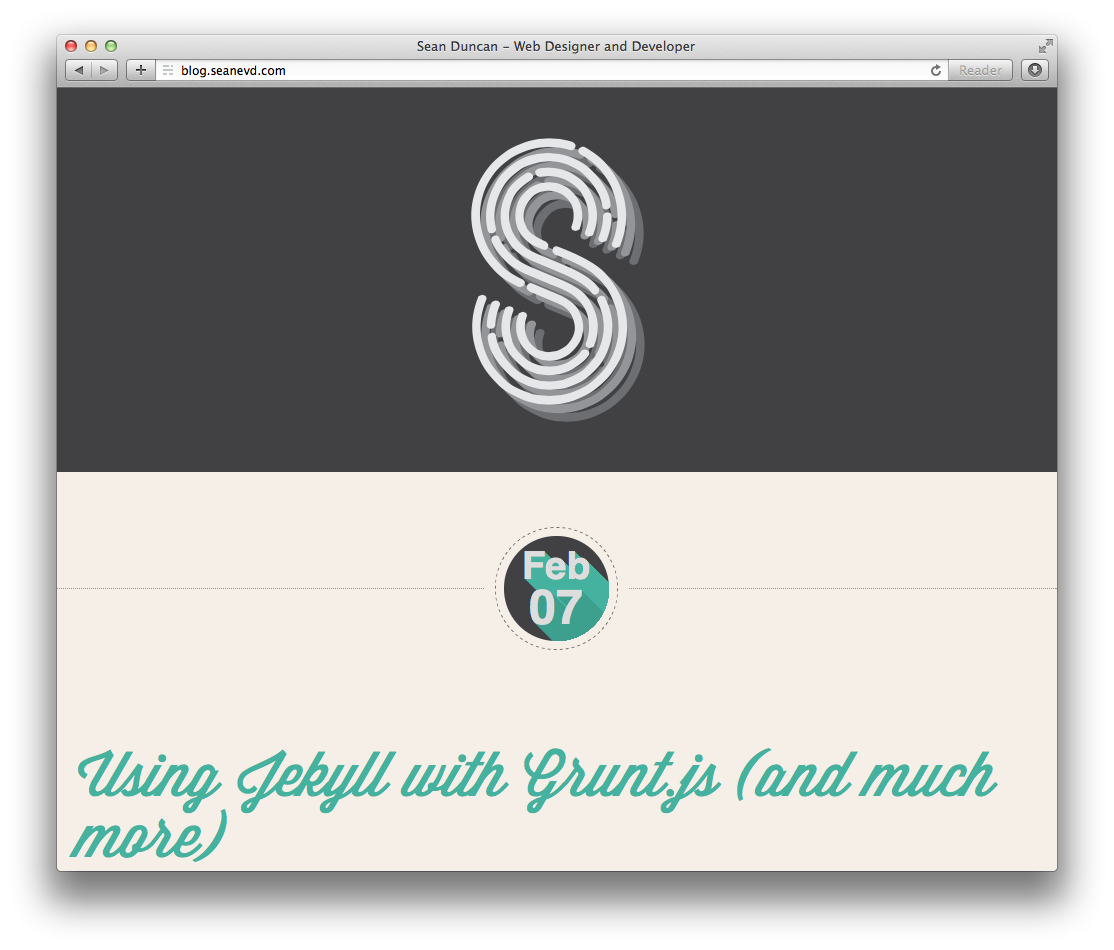 Sean Duncan – Web Designer and Developer
blog.seanevd.com
Reader
S
Feb
07
Using Jekyll with Grunt.js (and much
more)